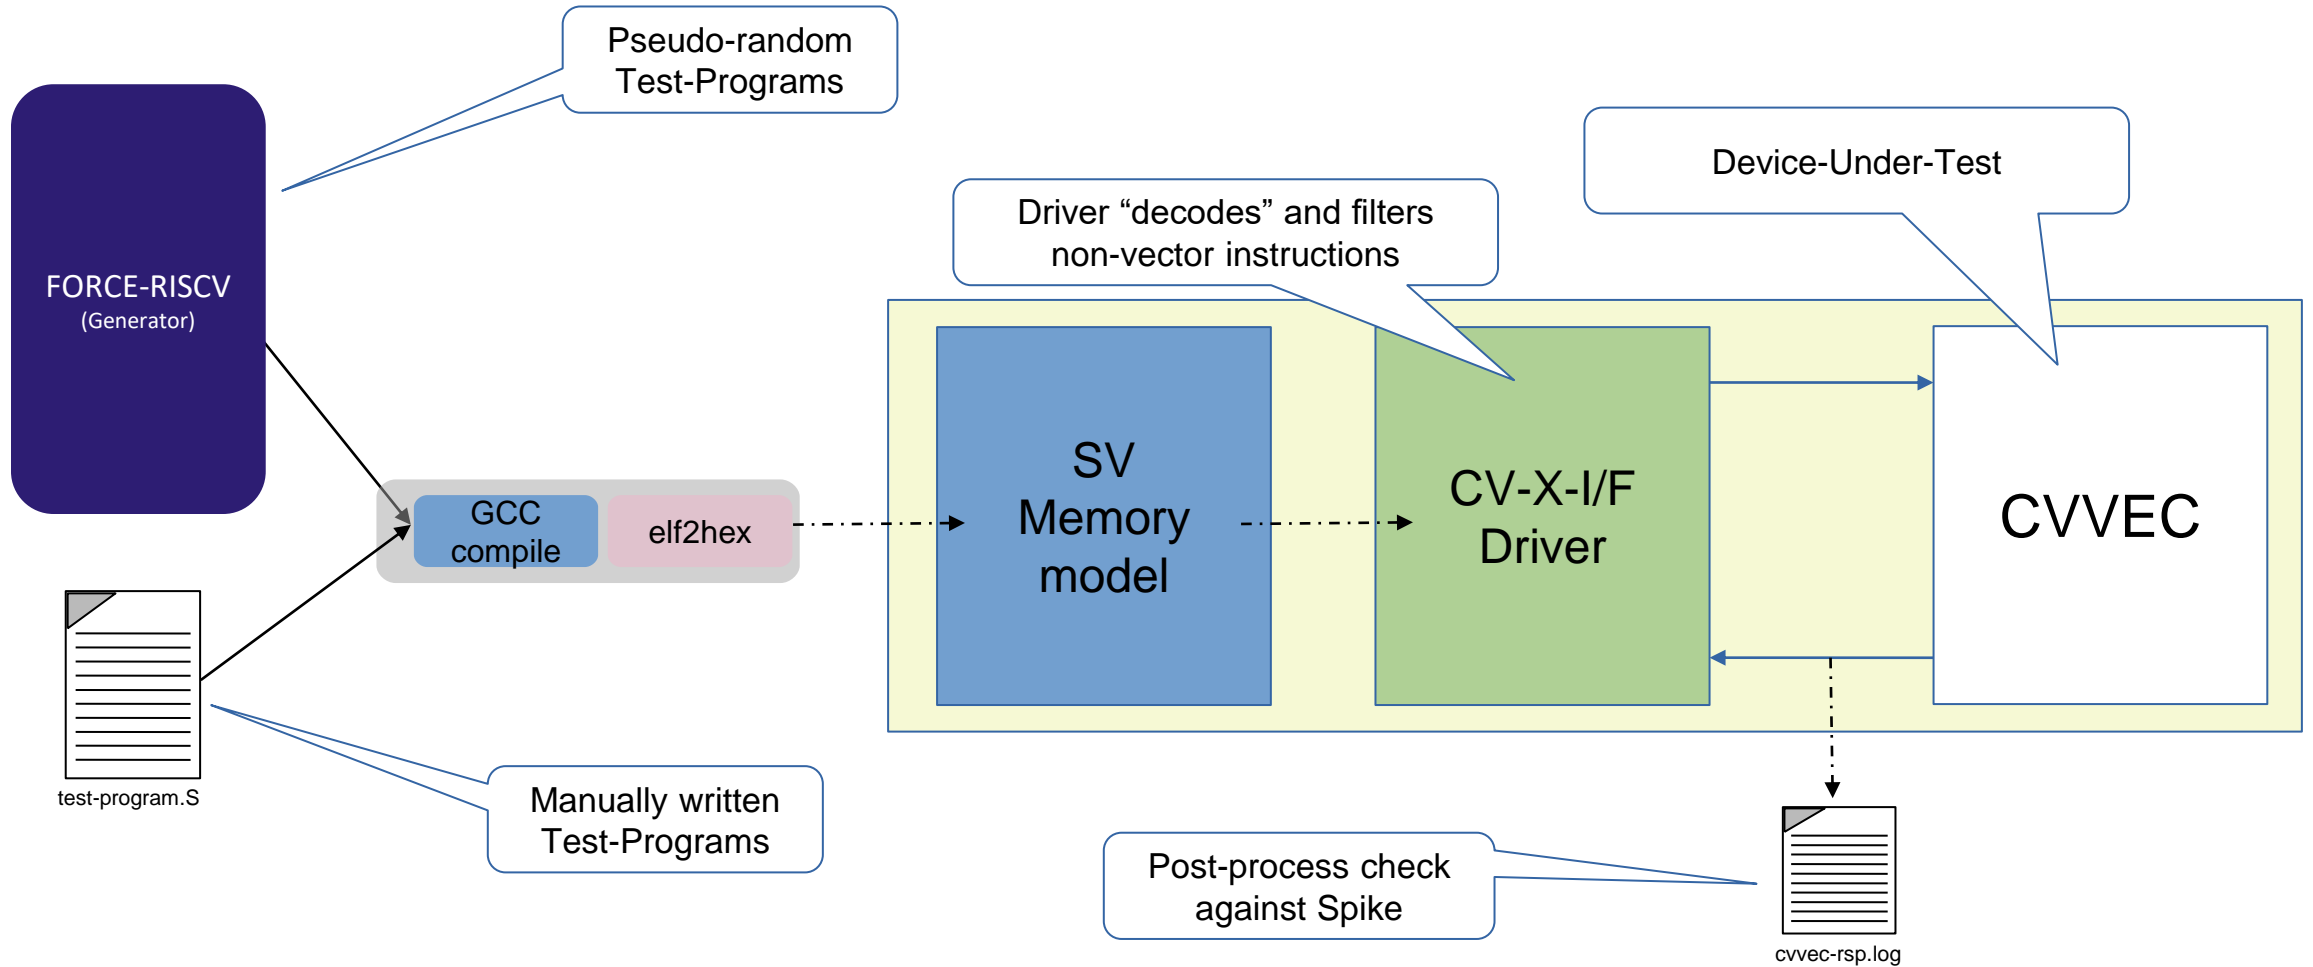 Pseudo-random
Test-Programs
Device-Under-Test
Driver “decodes” and filters
non-vector instructions
FORCE-RISCV
(Generator)
SV
Memory
model
CV-X-I/F
Driver
CVVEC
GCC
compile
elf2hex
test-program.S
Manually written
Test-Programs
Post-process check
against Spike
cvvec-rsp.log